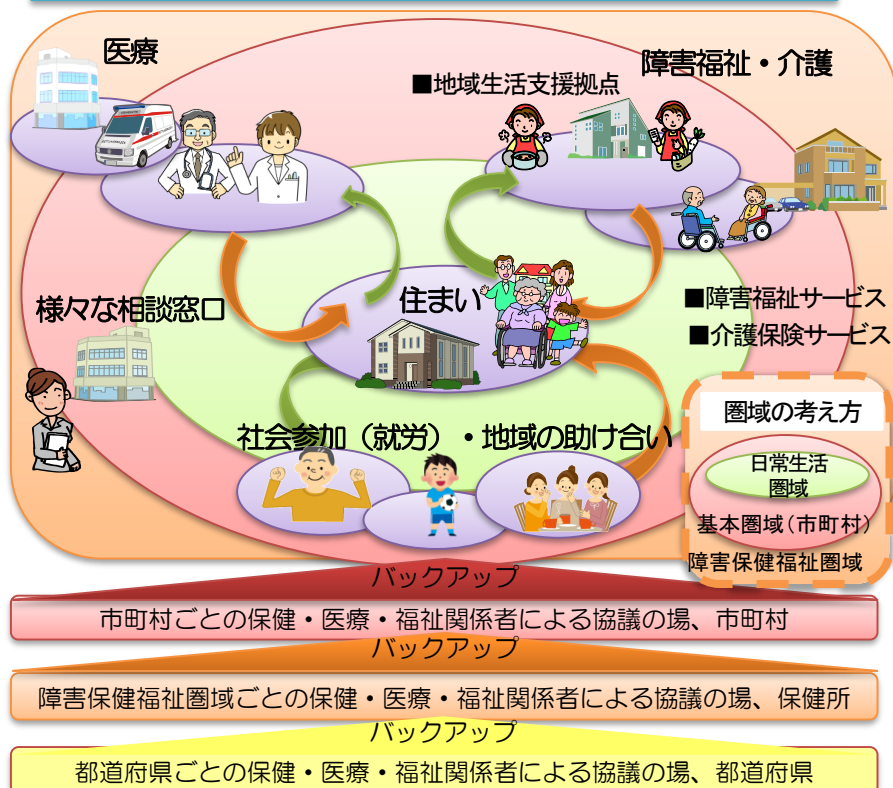 医療
障害福祉・介護
■地域生活支援拠点
様々な相談窓口
住まい
■障害福祉サービス
■介護保険サービス
社会参加（就労）・地域の助け合い
圏域の考え方
日常生活
圏域
基本圏域（市町村）
障害保健福祉圏域
バックアップ
市町村ごとの保健・医療・福祉関係者による協議の場、市町村
バックアップ
障害保健福祉圏域ごとの保健・医療・福祉関係者による協議の場、保健所
バックアップ
都道府県ごとの保健・医療・福祉関係者による協議の場、都道府県